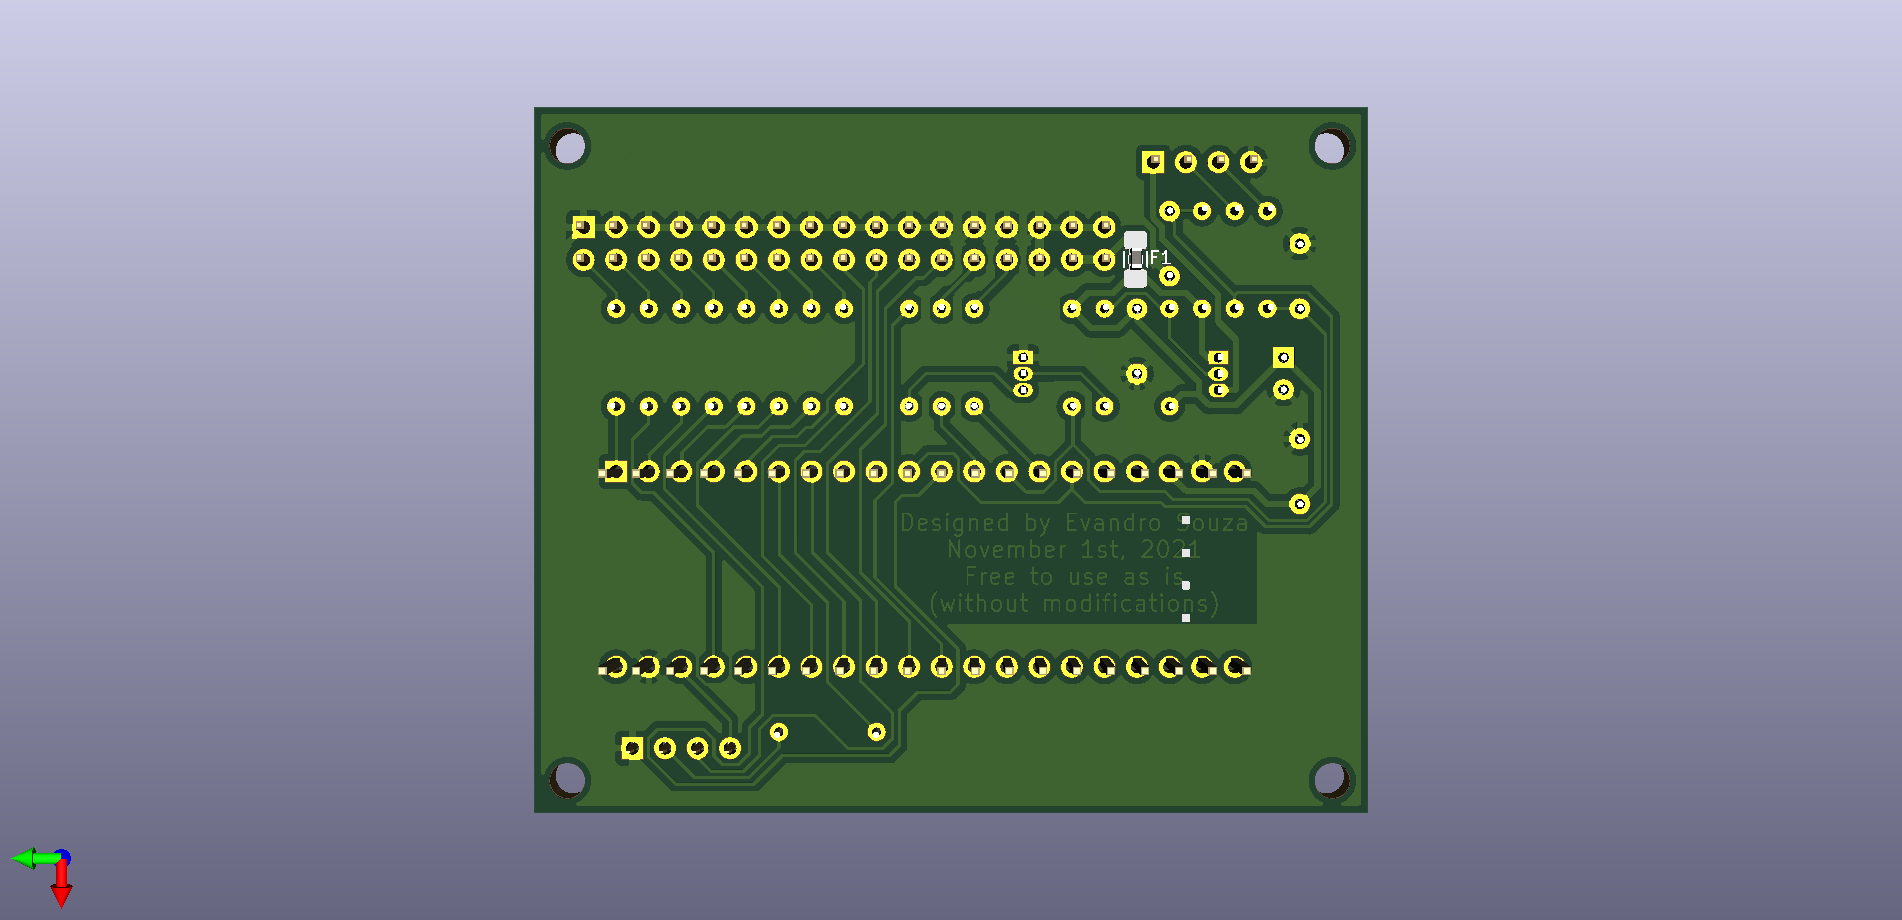 F1
Designed by Evandro Souza
November 1st, 2021
Free to use as is
(without modifications)